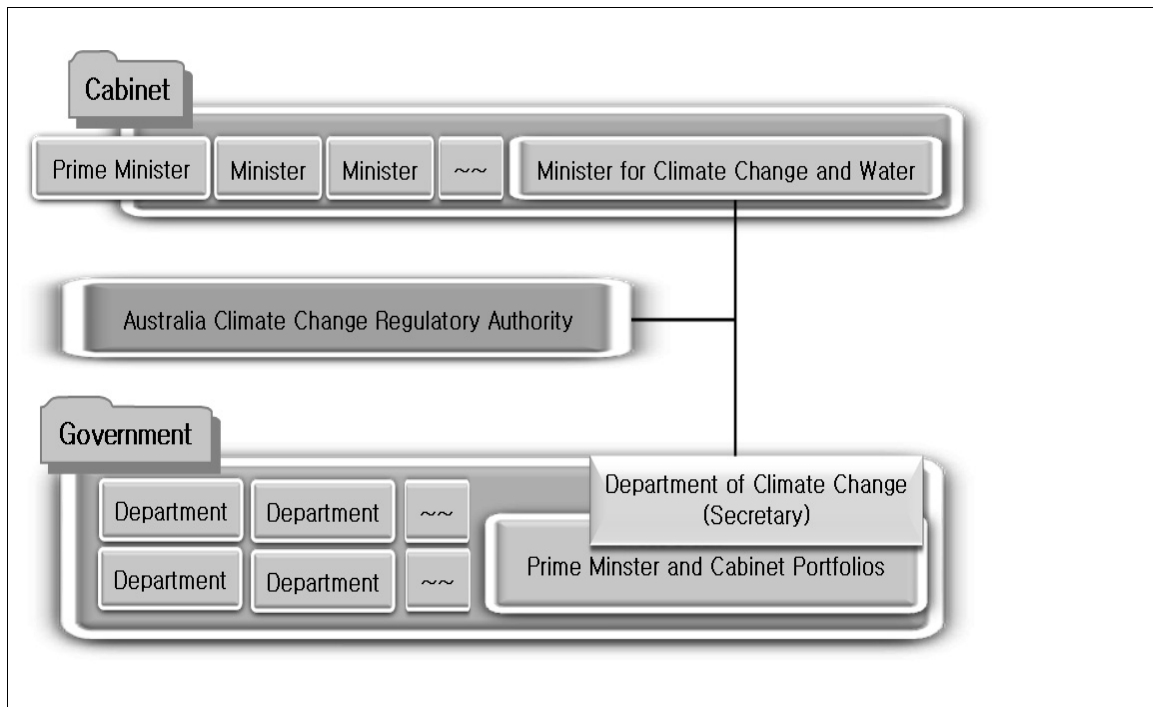 Cabinet
Prime Minister
Minister
Minister
~~
Minister for Climate Change and Water
Australia Climate Change Regulatory Authority
Government
Department of Climate Change
(Secretary)
Department
Department
~~
Department
Department
~~
Prime Minster and Cabinet Portfolios